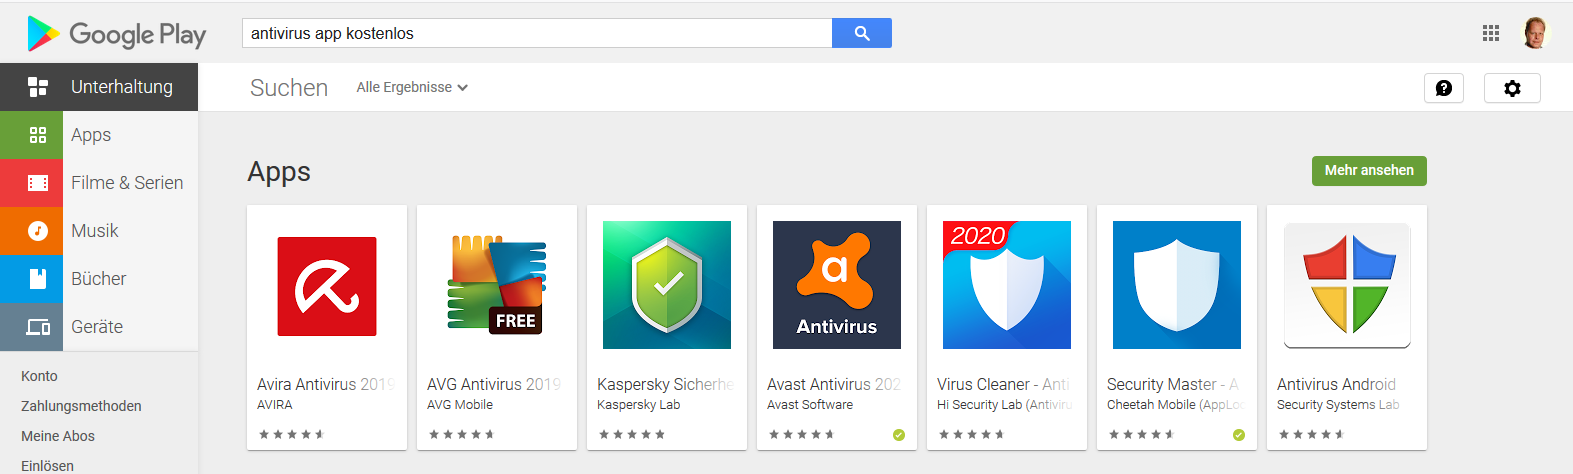 Google Play
antivirus app kostenlos
Unterhaltung
Suchen
Alle Ergebnisse
Apps
Filme & Serien
Musik
Bücher
Geräte
Konto
Zahlungsmethoden
Meine Abos
Einlösen
Apps
Mehr ansehen
Avira Antivirus 2019
AVIRA
FREE
AVG Antivirus 2019
AVG Mobile
Kaspersky Sicherhe
Kaspersky Lab
a
Antivirus
Avast Antivirus 202
Avast Software
2020
Virus Cleaner - Anti
Hi Security Lab (Antiviru
Security Master - A
Cheetah Mobile (AppLoc
Antivirus Android
Security Systems Lab